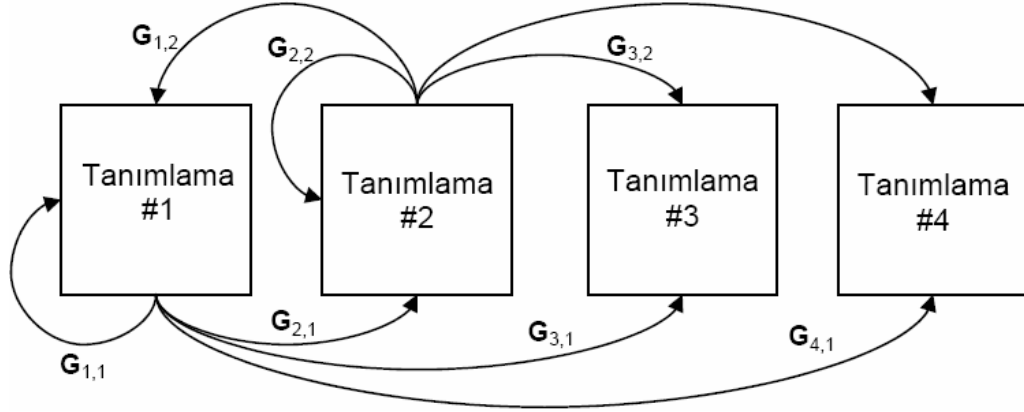 G1,2
G2,2
G3,2
Tanımlama
#1
Tanımlama
#2
Tanımlama
#3
Tanımlama
#4
G1,1
G2,1
G3,1
G4,1